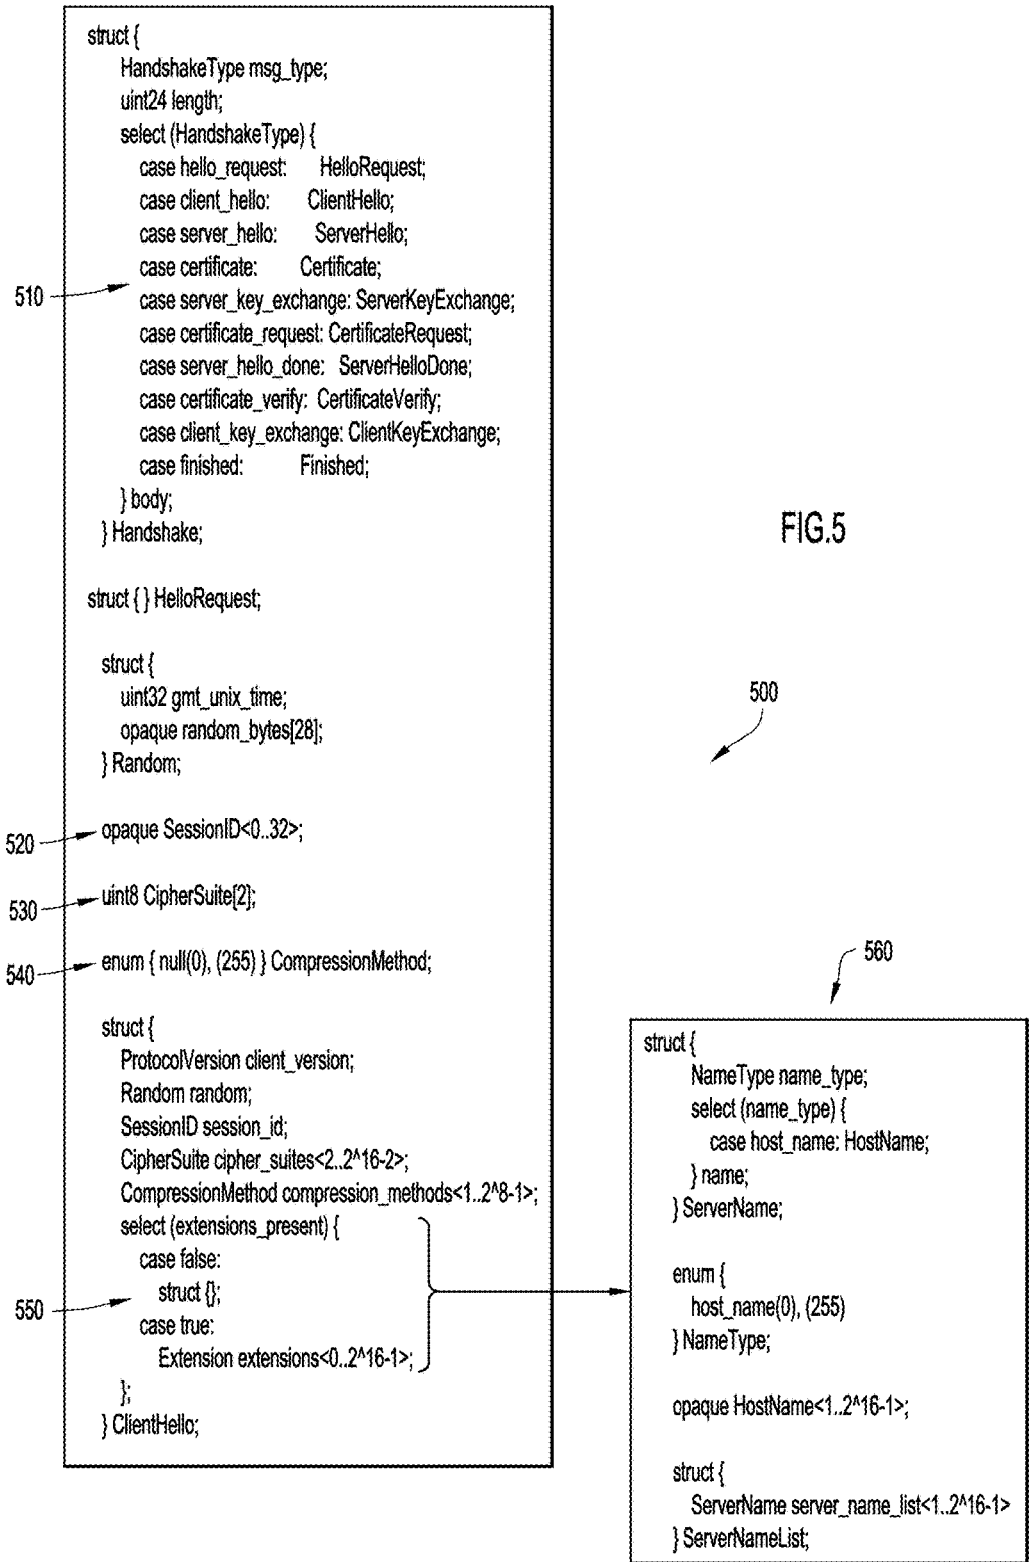 struct {
HandshakeType msg_type;
uint24 length;
select (HandshakeType) {
case hello_request: HelloRequest;
case client_hello: ClientHello;
case server_hello: ServerHello;
case certificate: Certificate;
510
case server_key_exchange: ServerKeyExchange;
case certificate_request: CertificateRequest;
case server_hello_done: ServerHelloDone;
case certificate_verify: CertificateVerify;
case client_key_exchange: ClientKeyExchange;
case finished: Finished;
} body;
} Handshake;
FIG.5
struct { } HelloRequest;
struct {
uint32 gmt_unix_time;
opaque random_bytes[28];
} Random;
500
520
opaque SessionID<0..32>;
530
uint8 CipherSuite[2];
540
enum { null(0), (255) } CompressionMethod;
struct {
ProtocolVersion client_version;
Random random;
SessionID session_id;
CipherSuite cipher_suites<2..2^16-2>;
CompressionMethod compression_methods<1..2^8-1>;
select (extensions_present) {
case false:
550
struct {};
case true:
Extension extensions<0..2^16-1>;
};
} ClientHello;
560
struct {
NameType name_type;
select (name_type) {
case host_name: HostName;
} name;
} ServerName;
enum {
host_name(0), (255)
} NameType;
opaque HostName<1..2^16-1>;
struct {
ServerName server_name_list<1..2^16-1>
} ServerNameList;